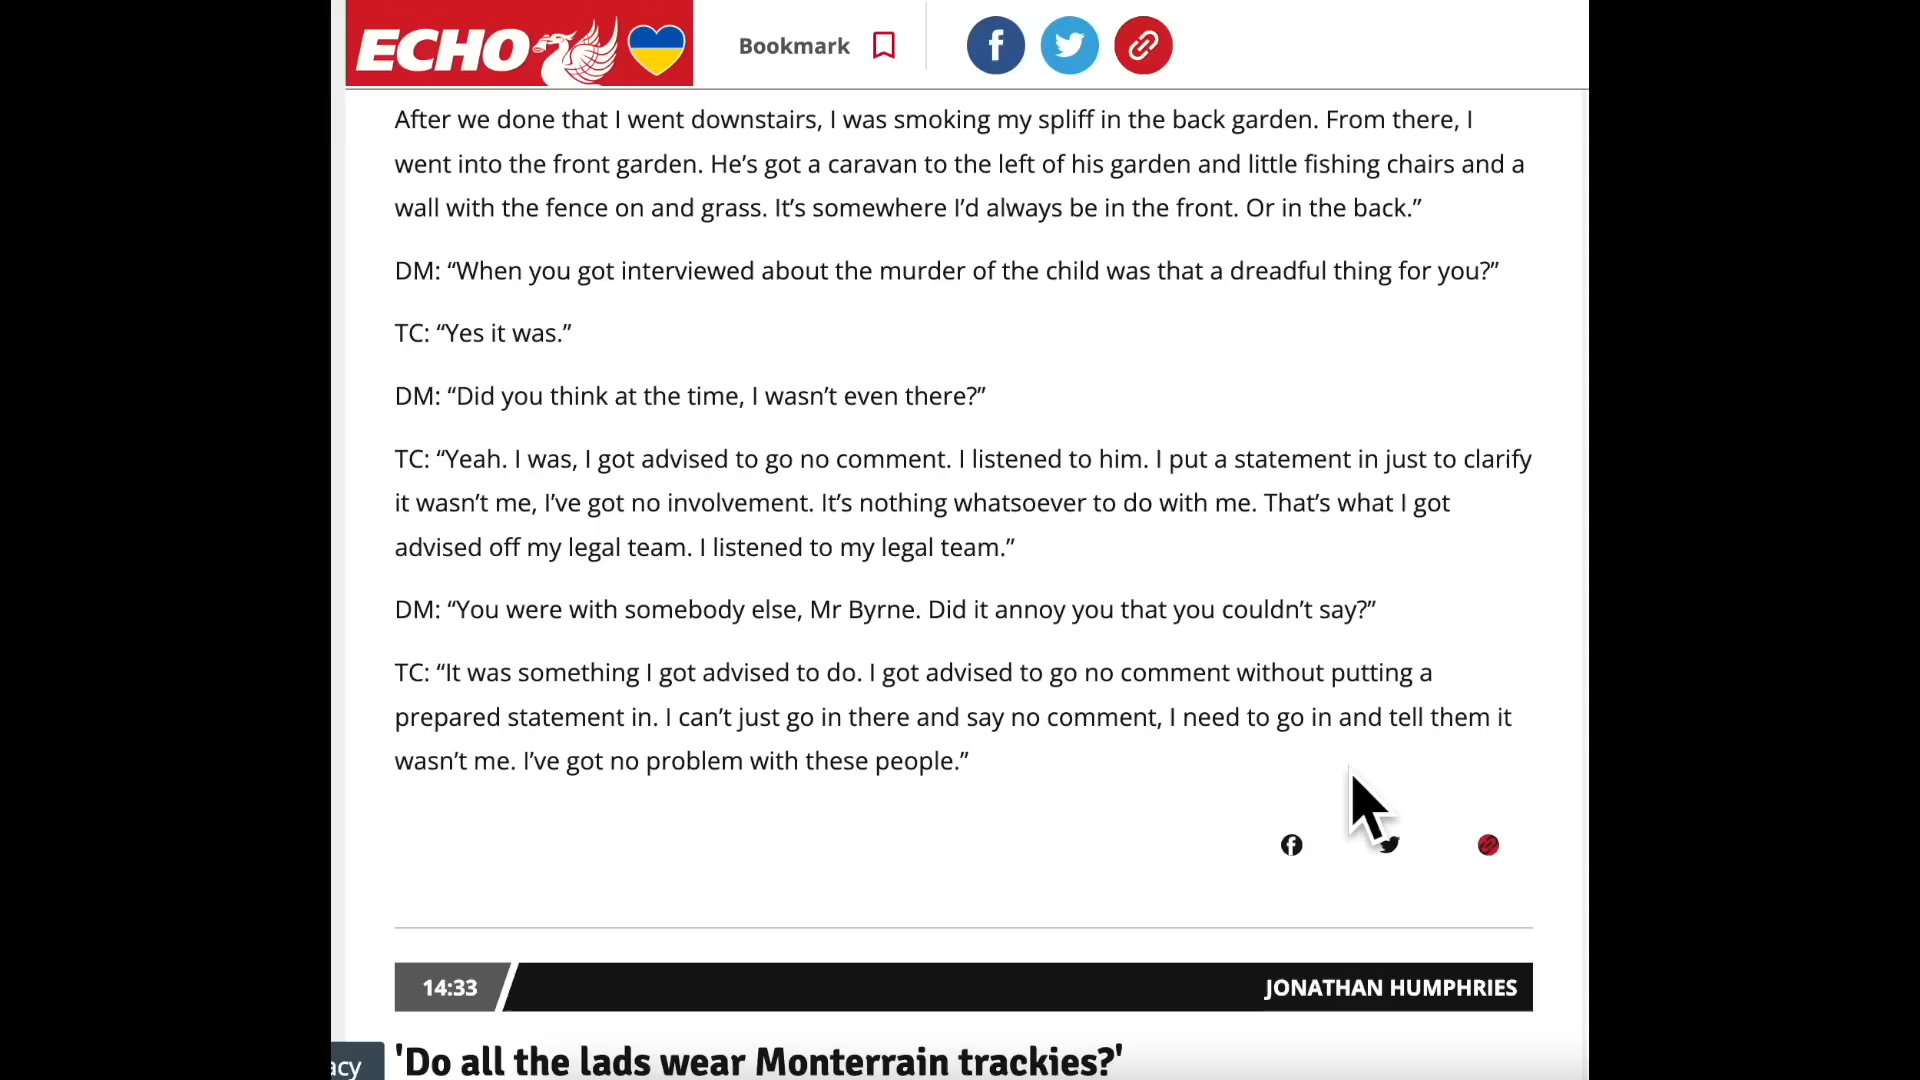 ECHO
Bookmark
After we done that I went downstairs, I was smoking my spliff in the back garden. From there, I
went into the front garden. He’s got a caravan to the left of his garden and little fishing chairs and a
wall with the fence on and grass. It’s somewhere I’d always be in the front. Or in the back.”
DM: “When you got interviewed about the murder of the child was that a dreadful thing for you?”
TC: “Yes it was.”
DM: “Did you think at the time, I wasn’t even there?”
TC: “Yeah. I was, I got advised to go no comment. I listened to him. I put a statement in just to clarify
it wasn’t me, I’ve got no involvement. It’s nothing whatsoever to do with me. That’s what I got
advised off my legal team. I listened to my legal team.”
DM: “You were with somebody else, Mr Byrne. Did it annoy you that you couldn’t say?”
TC: “It was something I got advised to do. I got advised to go no comment without putting a
prepared statement in. I can’t just go in there and say no comment, I need to go in and tell them it
wasn’t me. I’ve got no problem with these people.”
14:33
JONATHAN HUMPHRIES
acy
'Do all the lads wear Monterrain trackies?'